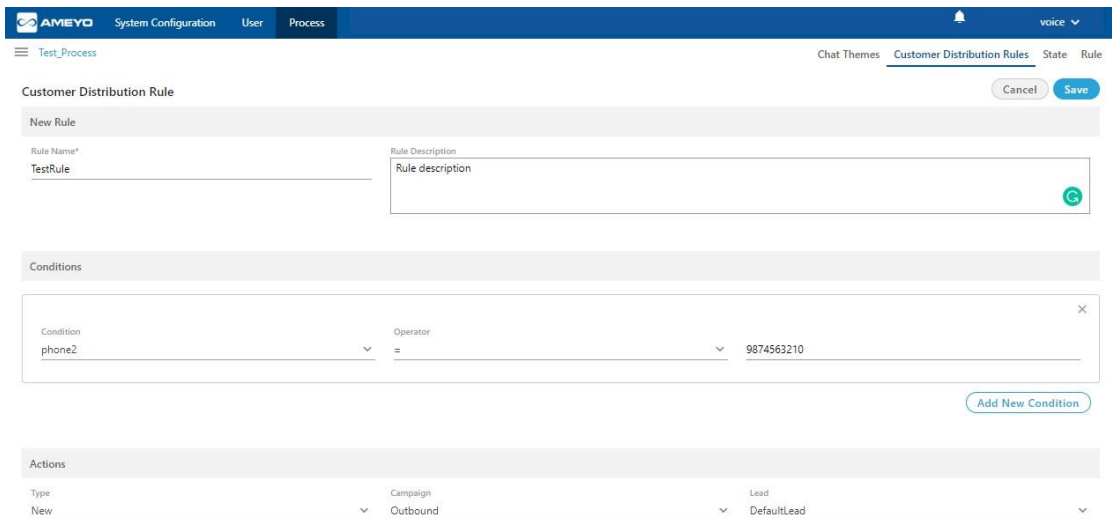 AMEYO System Configuration User Process voice
Test_Process Chat Themes Customer Distribution Rules State Rule
Customer Distribution Rule Cancel Save
New Rule
Rule Name* Rule Description
TestRule Rule description
Conditions
Condition Operator
phone2 = 9874563210
Add New Condition
Actions
Type Campaign Lead
New Outbound DefaultLead